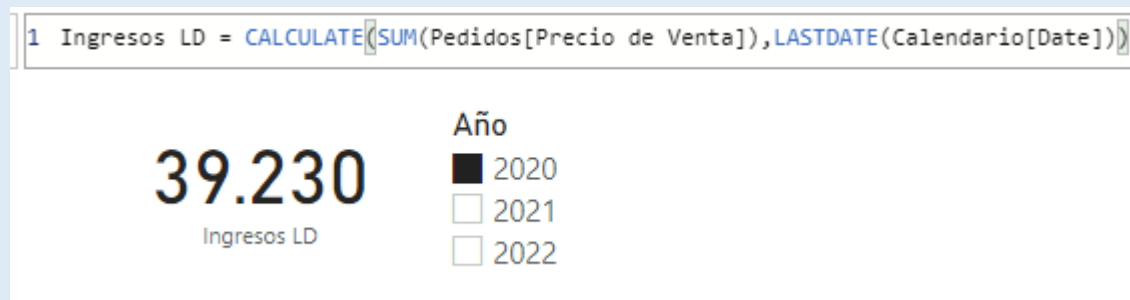 1 Ingresos LD = CALCULATE(SUM(Pedidos[Precio de Venta]),LASTDATE(Calendario[Date]))
Año
39.230
Ingresos LD
2020
2021
2022